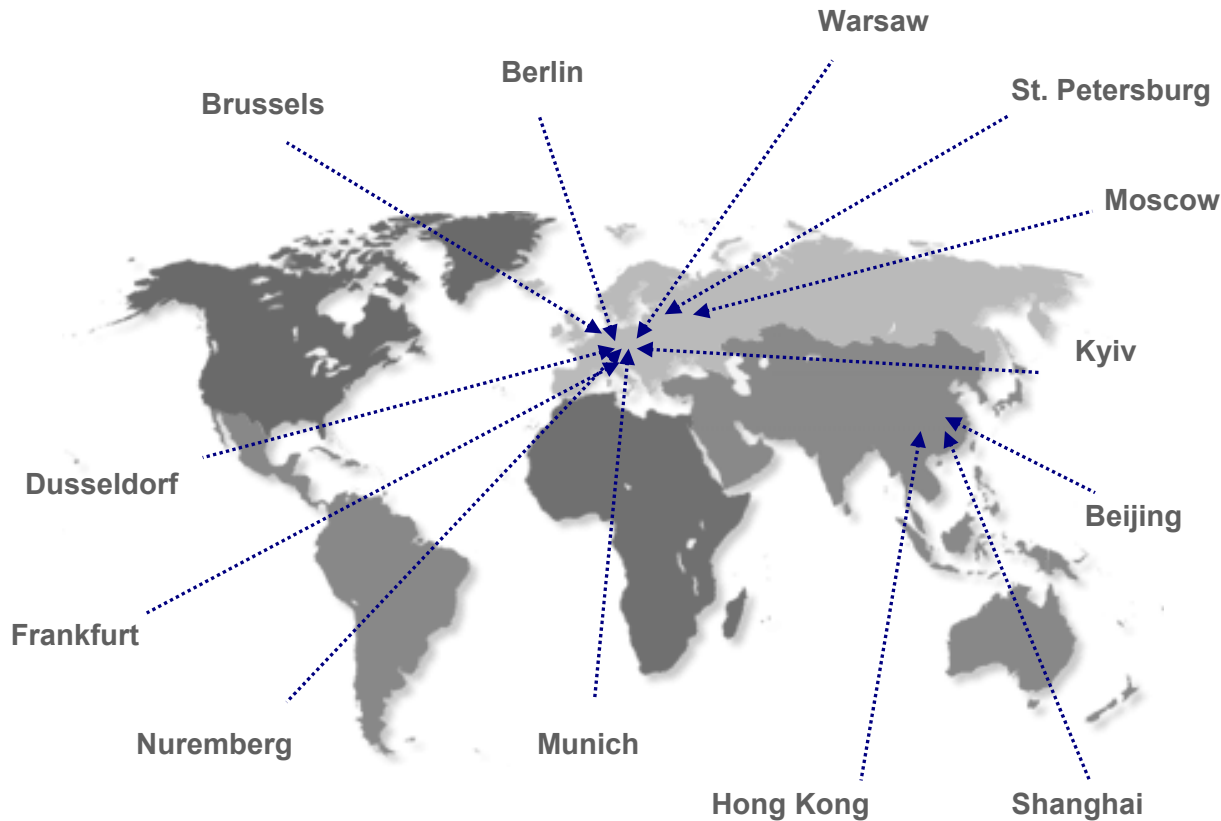 Warsaw
Berlin
St. Petersburg
Brussels
Moscow
Kyiv
Dusseldorf
Beijing
Frankfurt
Nuremberg
Munich
Hong Kong
Shanghai